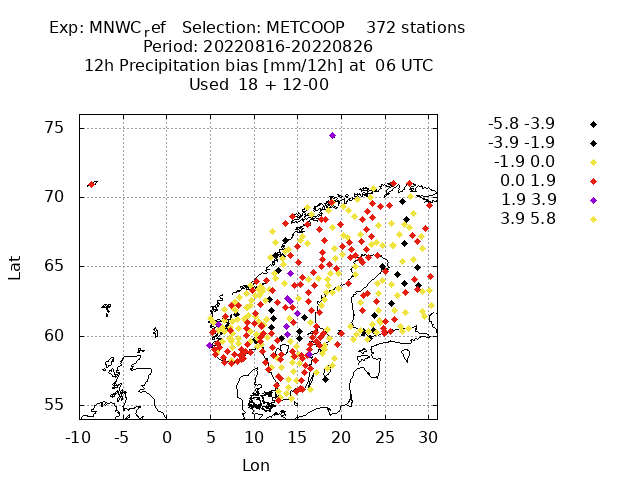 Exp: MNWCref   Selection: METCOOP    372 stations
Period: 20220816-20220826
12h Precipitation bias [mm/12h] at  06 UTC
Used  18 + 12-00
-5.8 -3.9
-3.9 -1.9
-1.9 0.0
0.0 1.9
1.9 3.9
3.9 5.8
75
70
65
60
55
Lat
-10 -5 0 5 10 15 20 25 30
Lon